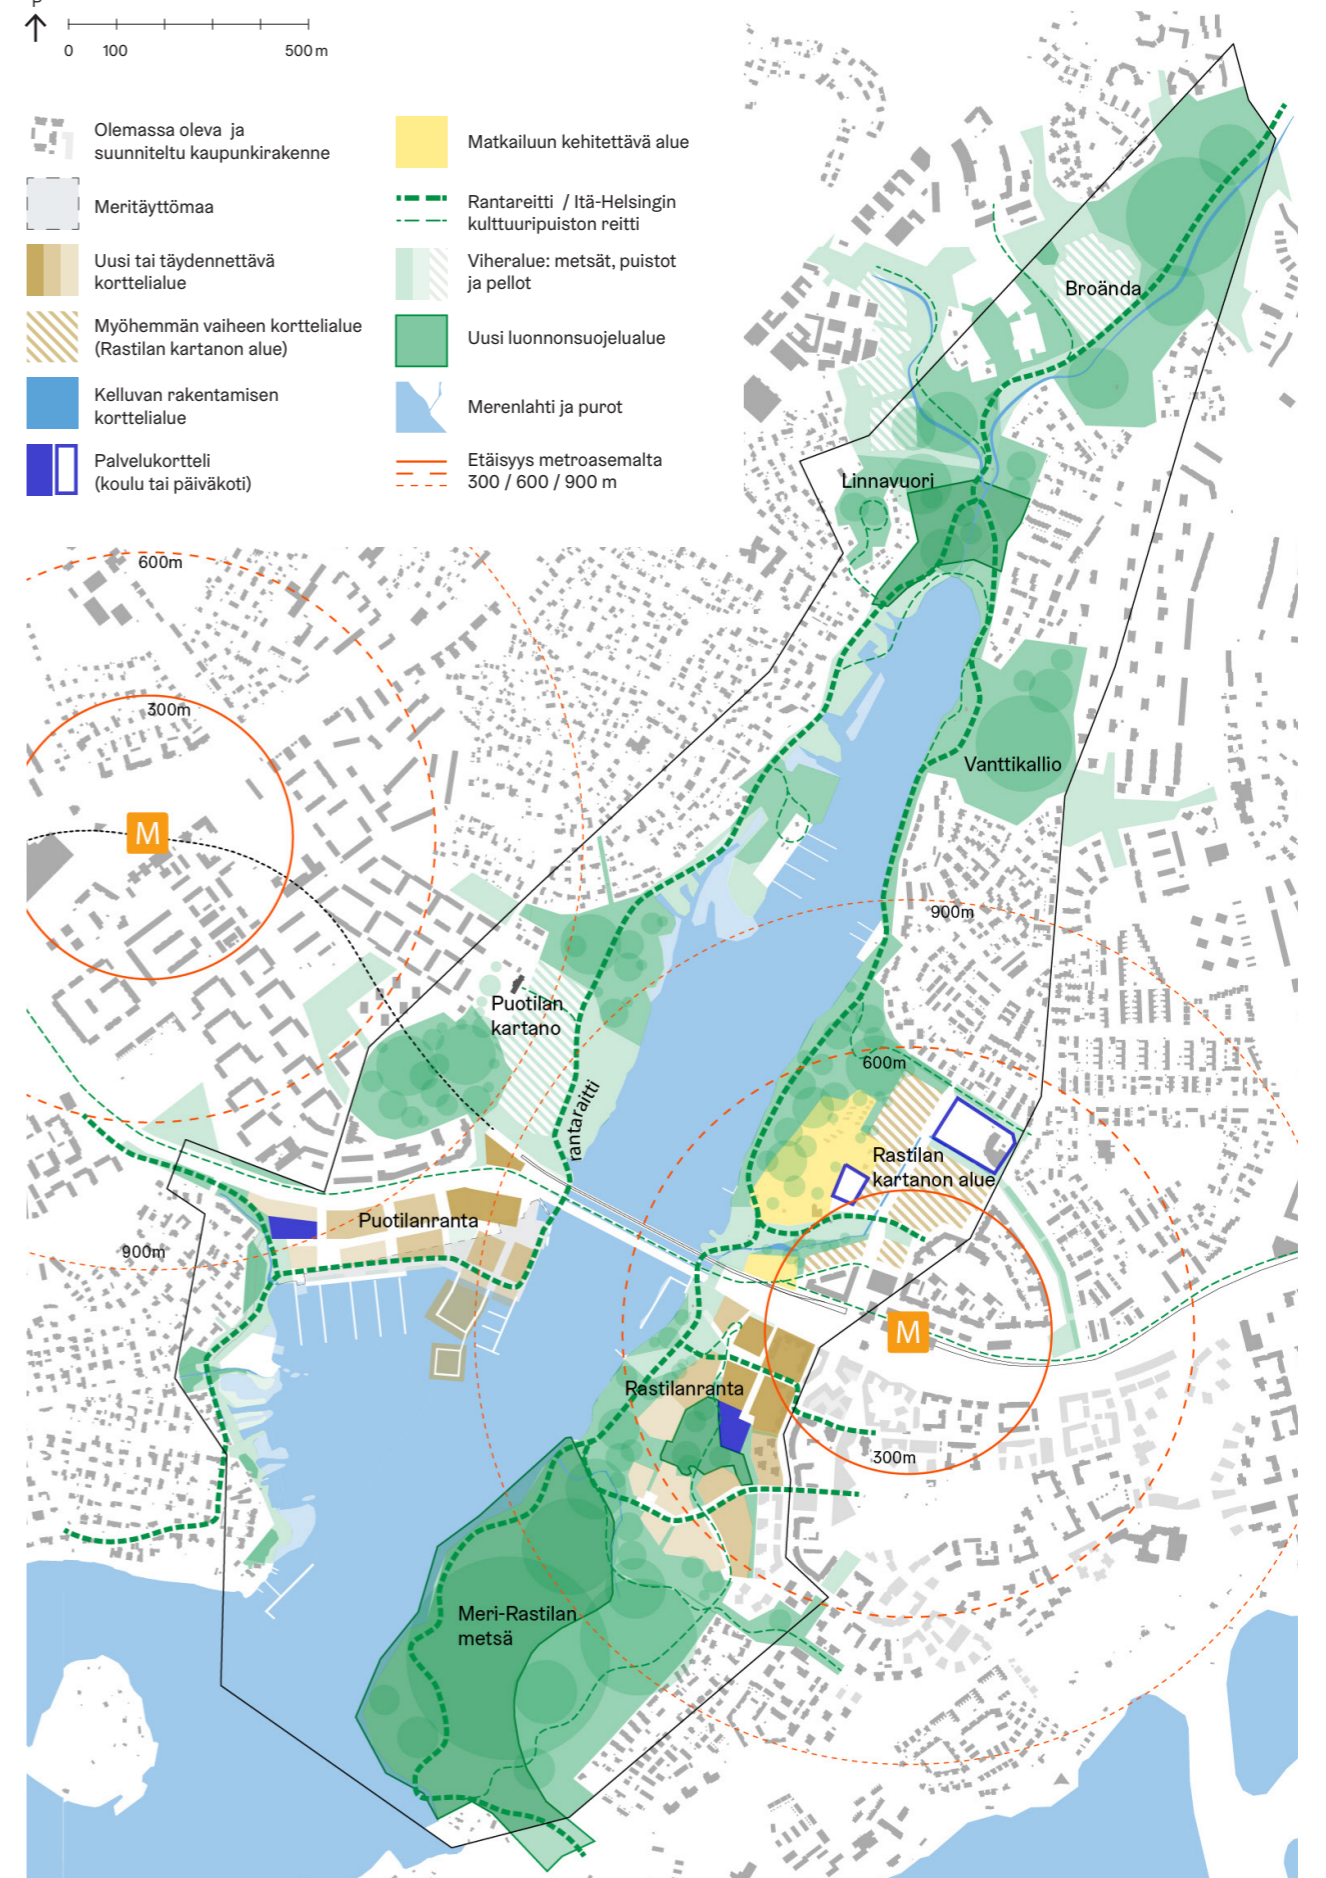 P
0 100 500 m
Olemassa oleva ja
suunniteltu kaupunkirakenne
Meritäyttömaa
Uusi tai täydennettävä
korttelialue
Myöhemmän vaiheen korttelialue
(Rastilan kartanon alue)
Kelluvan rakentamisen
korttelialue
Palvelukortteli
(koulu tai päiväkoti)
Matkailuun kehitettävä alue
Rantareitti / Itä-Helsingin
kulttuuripuiston reitti
Viheralue: metsät, puistot
ja pellot
Uusi luonnonsuojelualue
Merenlahti ja purot
Etäisyys metroasemalta
300 / 600 / 900 m
Broända
Linnavuori
600m
300m
Vanttikallio
M
900m
Puotilan
kartano
600m
rantaraitti
Rastilan
kartanon alue
Puotilanranta
900m
M
Rastilanranta
300m
Meri-Rastilan
metsä